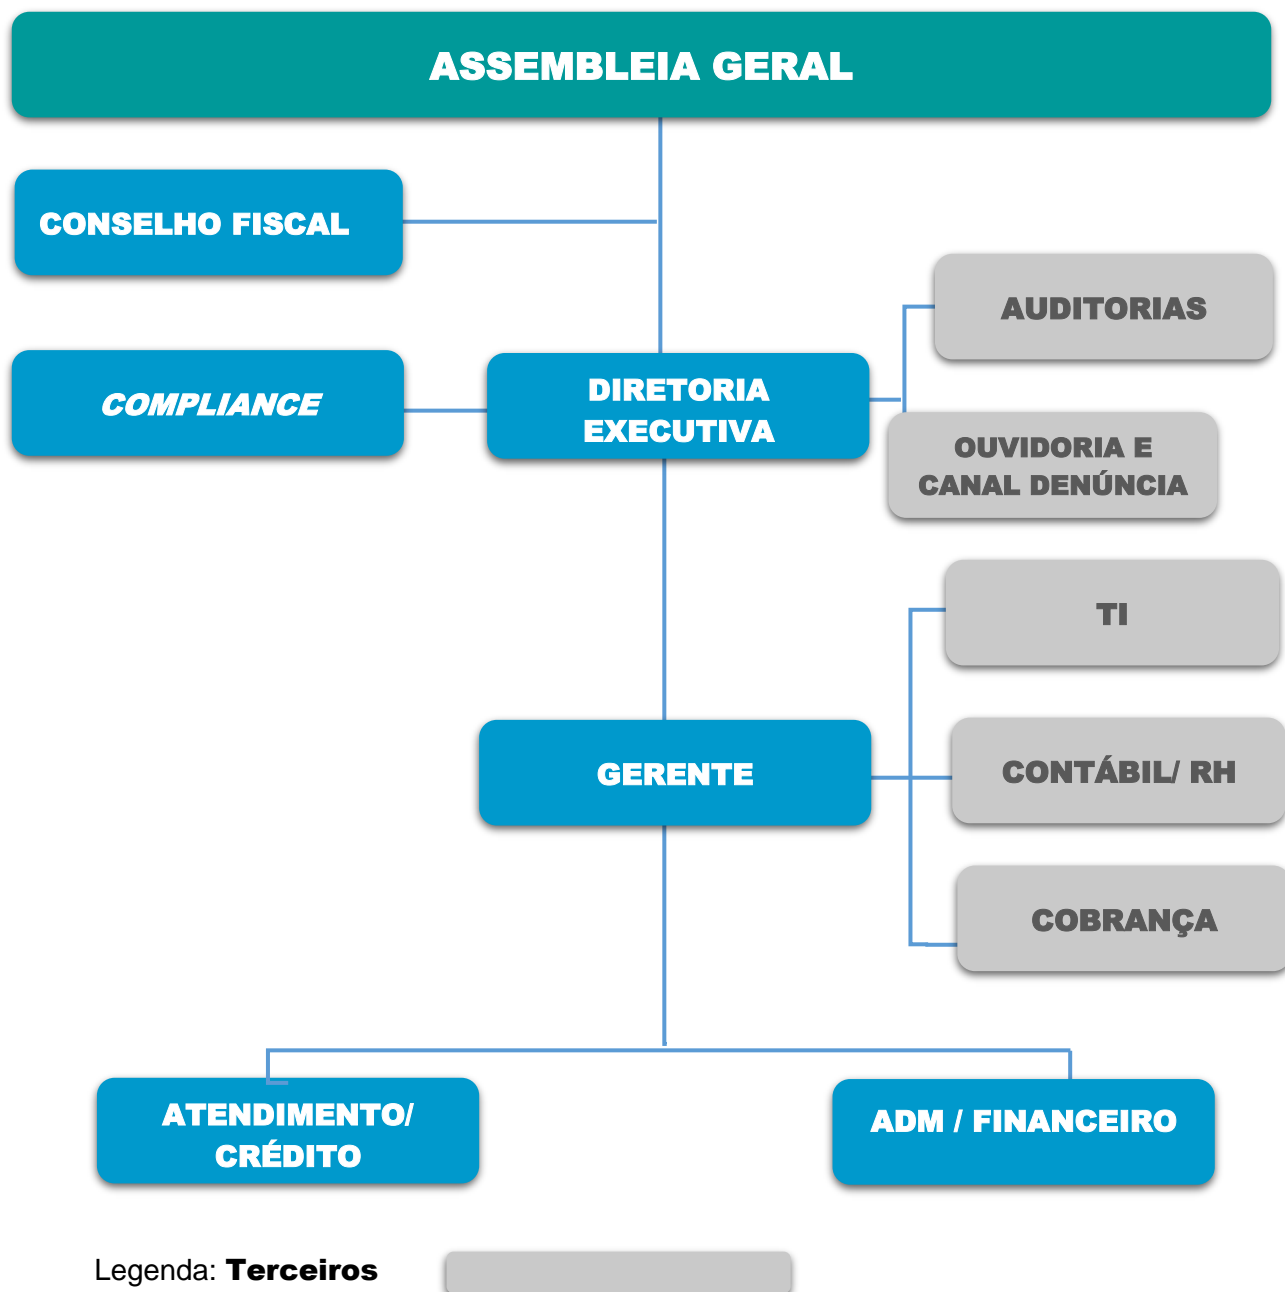 ASSEMBLEIA GERAL
CONSELHO FISCAL
AUDITORIAS
COMPLIANCE
DIRETORIA
EXECUTIVA
OUVIDORIA E
CANAL DENÚNCIA
TI
GERENTE
CONTÁBIL/ RH
COBRANÇA
ATENDIMENTO/
CRÉDITO
ADM / FINANCEIRO
Legenda: Terceiros